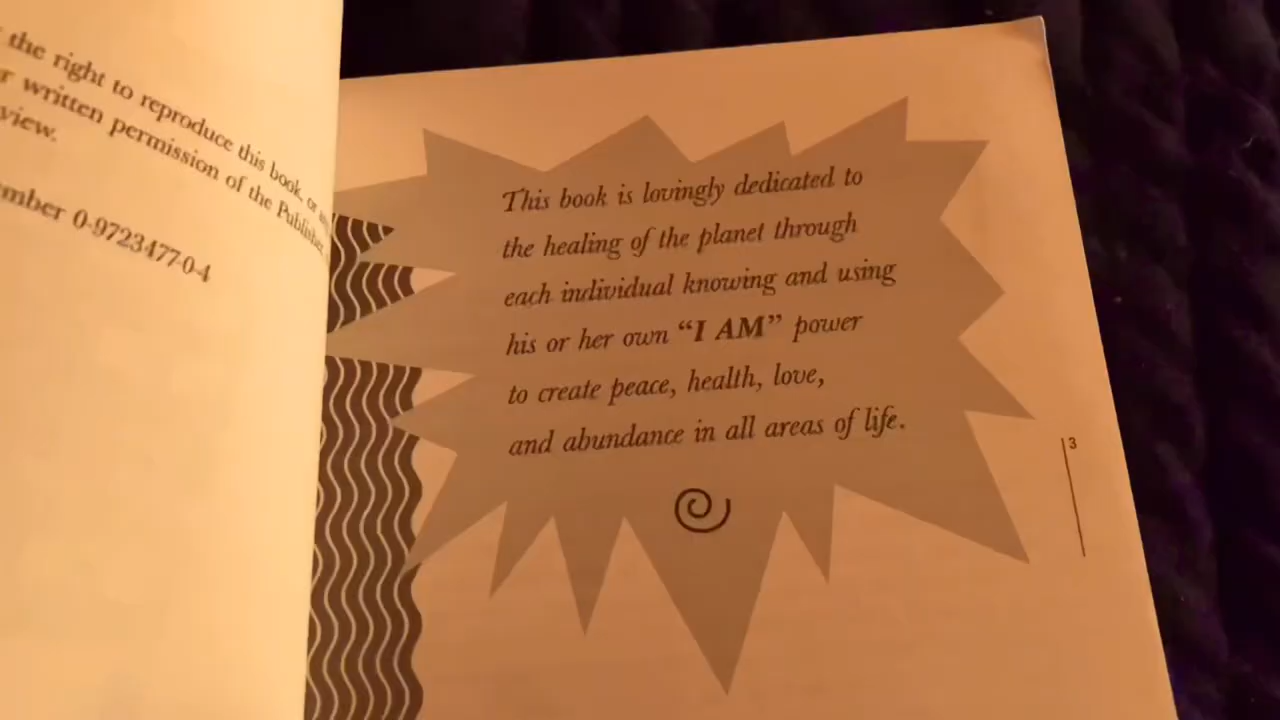 the right to reproduce this book, or
written permission of the Publisher,
view.
mber 0-9723477-0-4
This book is lovingly dedicated to
the healing of the planet through
each individual knowing and using
his or her own “I AM” power
to create peace, health, love,
and abundance in all areas of life.
3